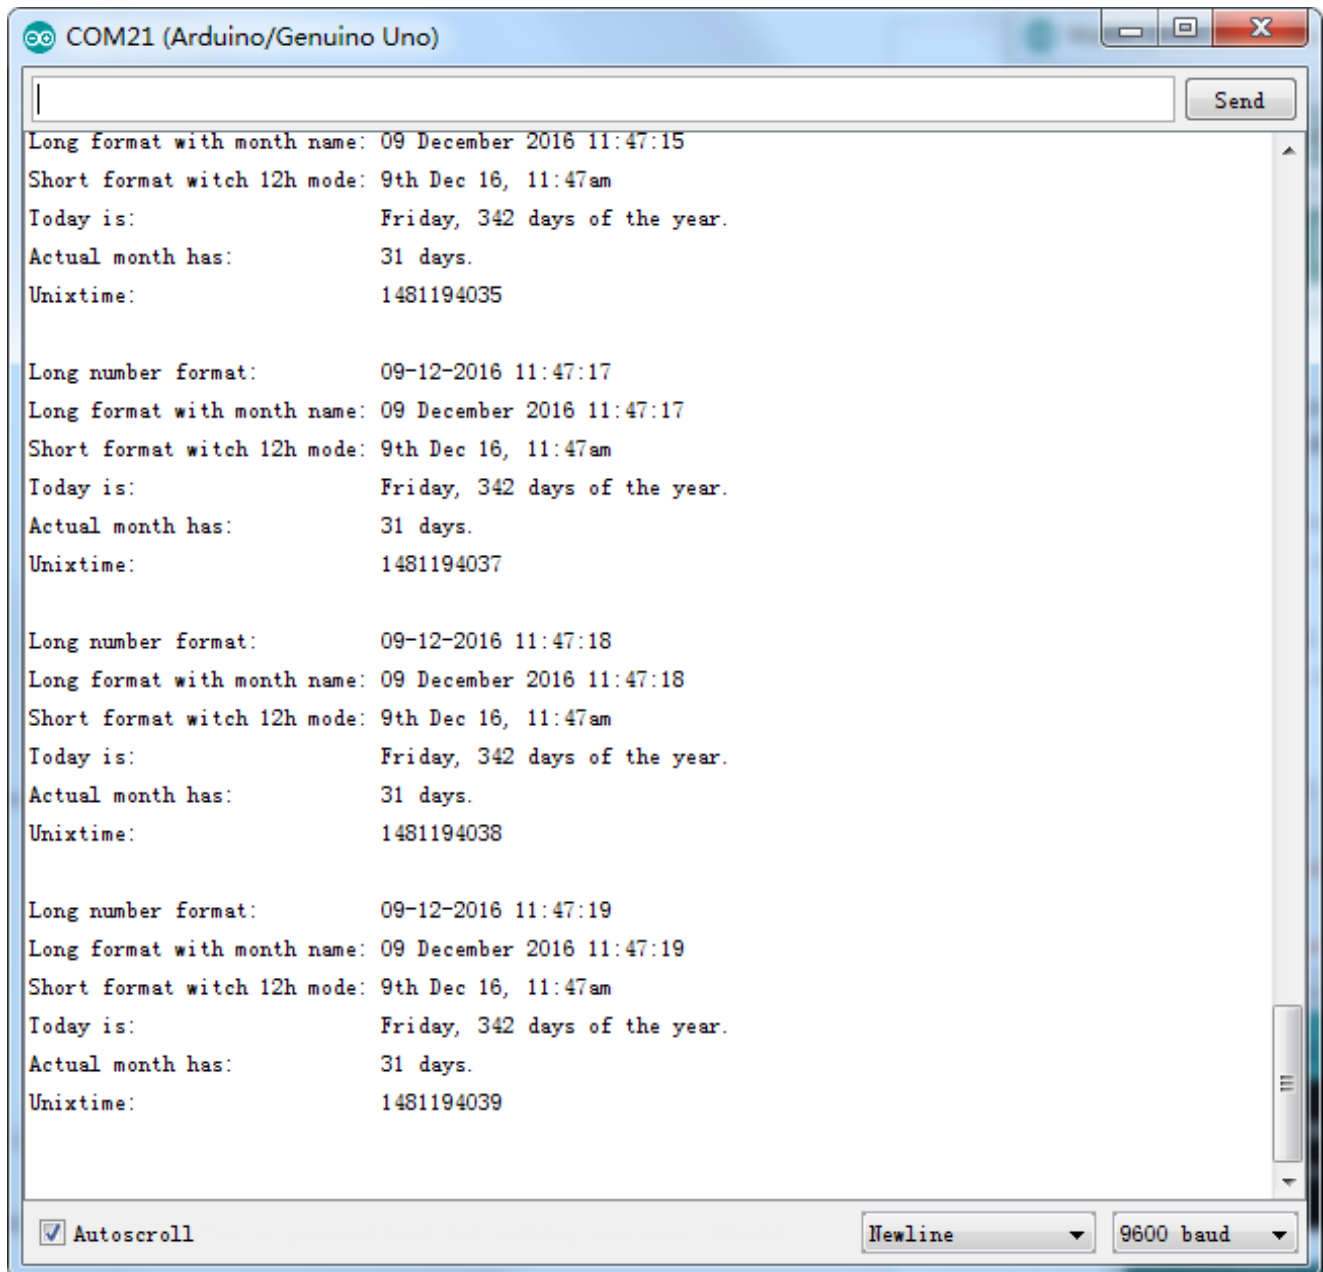 COM21 (Arduino/Genuino Uno)
Send
Long format with month name: 09 December 2016 11:47:15
Short format witch 12h mode: 9th Dec 16, 11:47am
Today is: Friday, 342 days of the year.
Actual month has: 31 days.
Unixtime: 1481194035
Long number format: 09-12-2016 11:47:17
Long format with month name: 09 December 2016 11:47:17
Short format witch 12h mode: 9th Dec 16, 11:47am
Today is: Friday, 342 days of the year.
Actual month has: 31 days.
Unixtime: 1481194037
Long number format: 09-12-2016 11:47:18
Long format with month name: 09 December 2016 11:47:18
Short format witch 12h mode: 9th Dec 16, 11:47am
Today is: Friday, 342 days of the year.
Actual month has: 31 days.
Unixtime: 1481194038
Long number format: 09-12-2016 11:47:19
Long format with month name: 09 December 2016 11:47:19
Short format witch 12h mode: 9th Dec 16, 11:47am
Today is: Friday, 342 days of the year.
Actual month has: 31 days.
Unixtime: 1481194039
Autoscroll
Newline
9600 baud